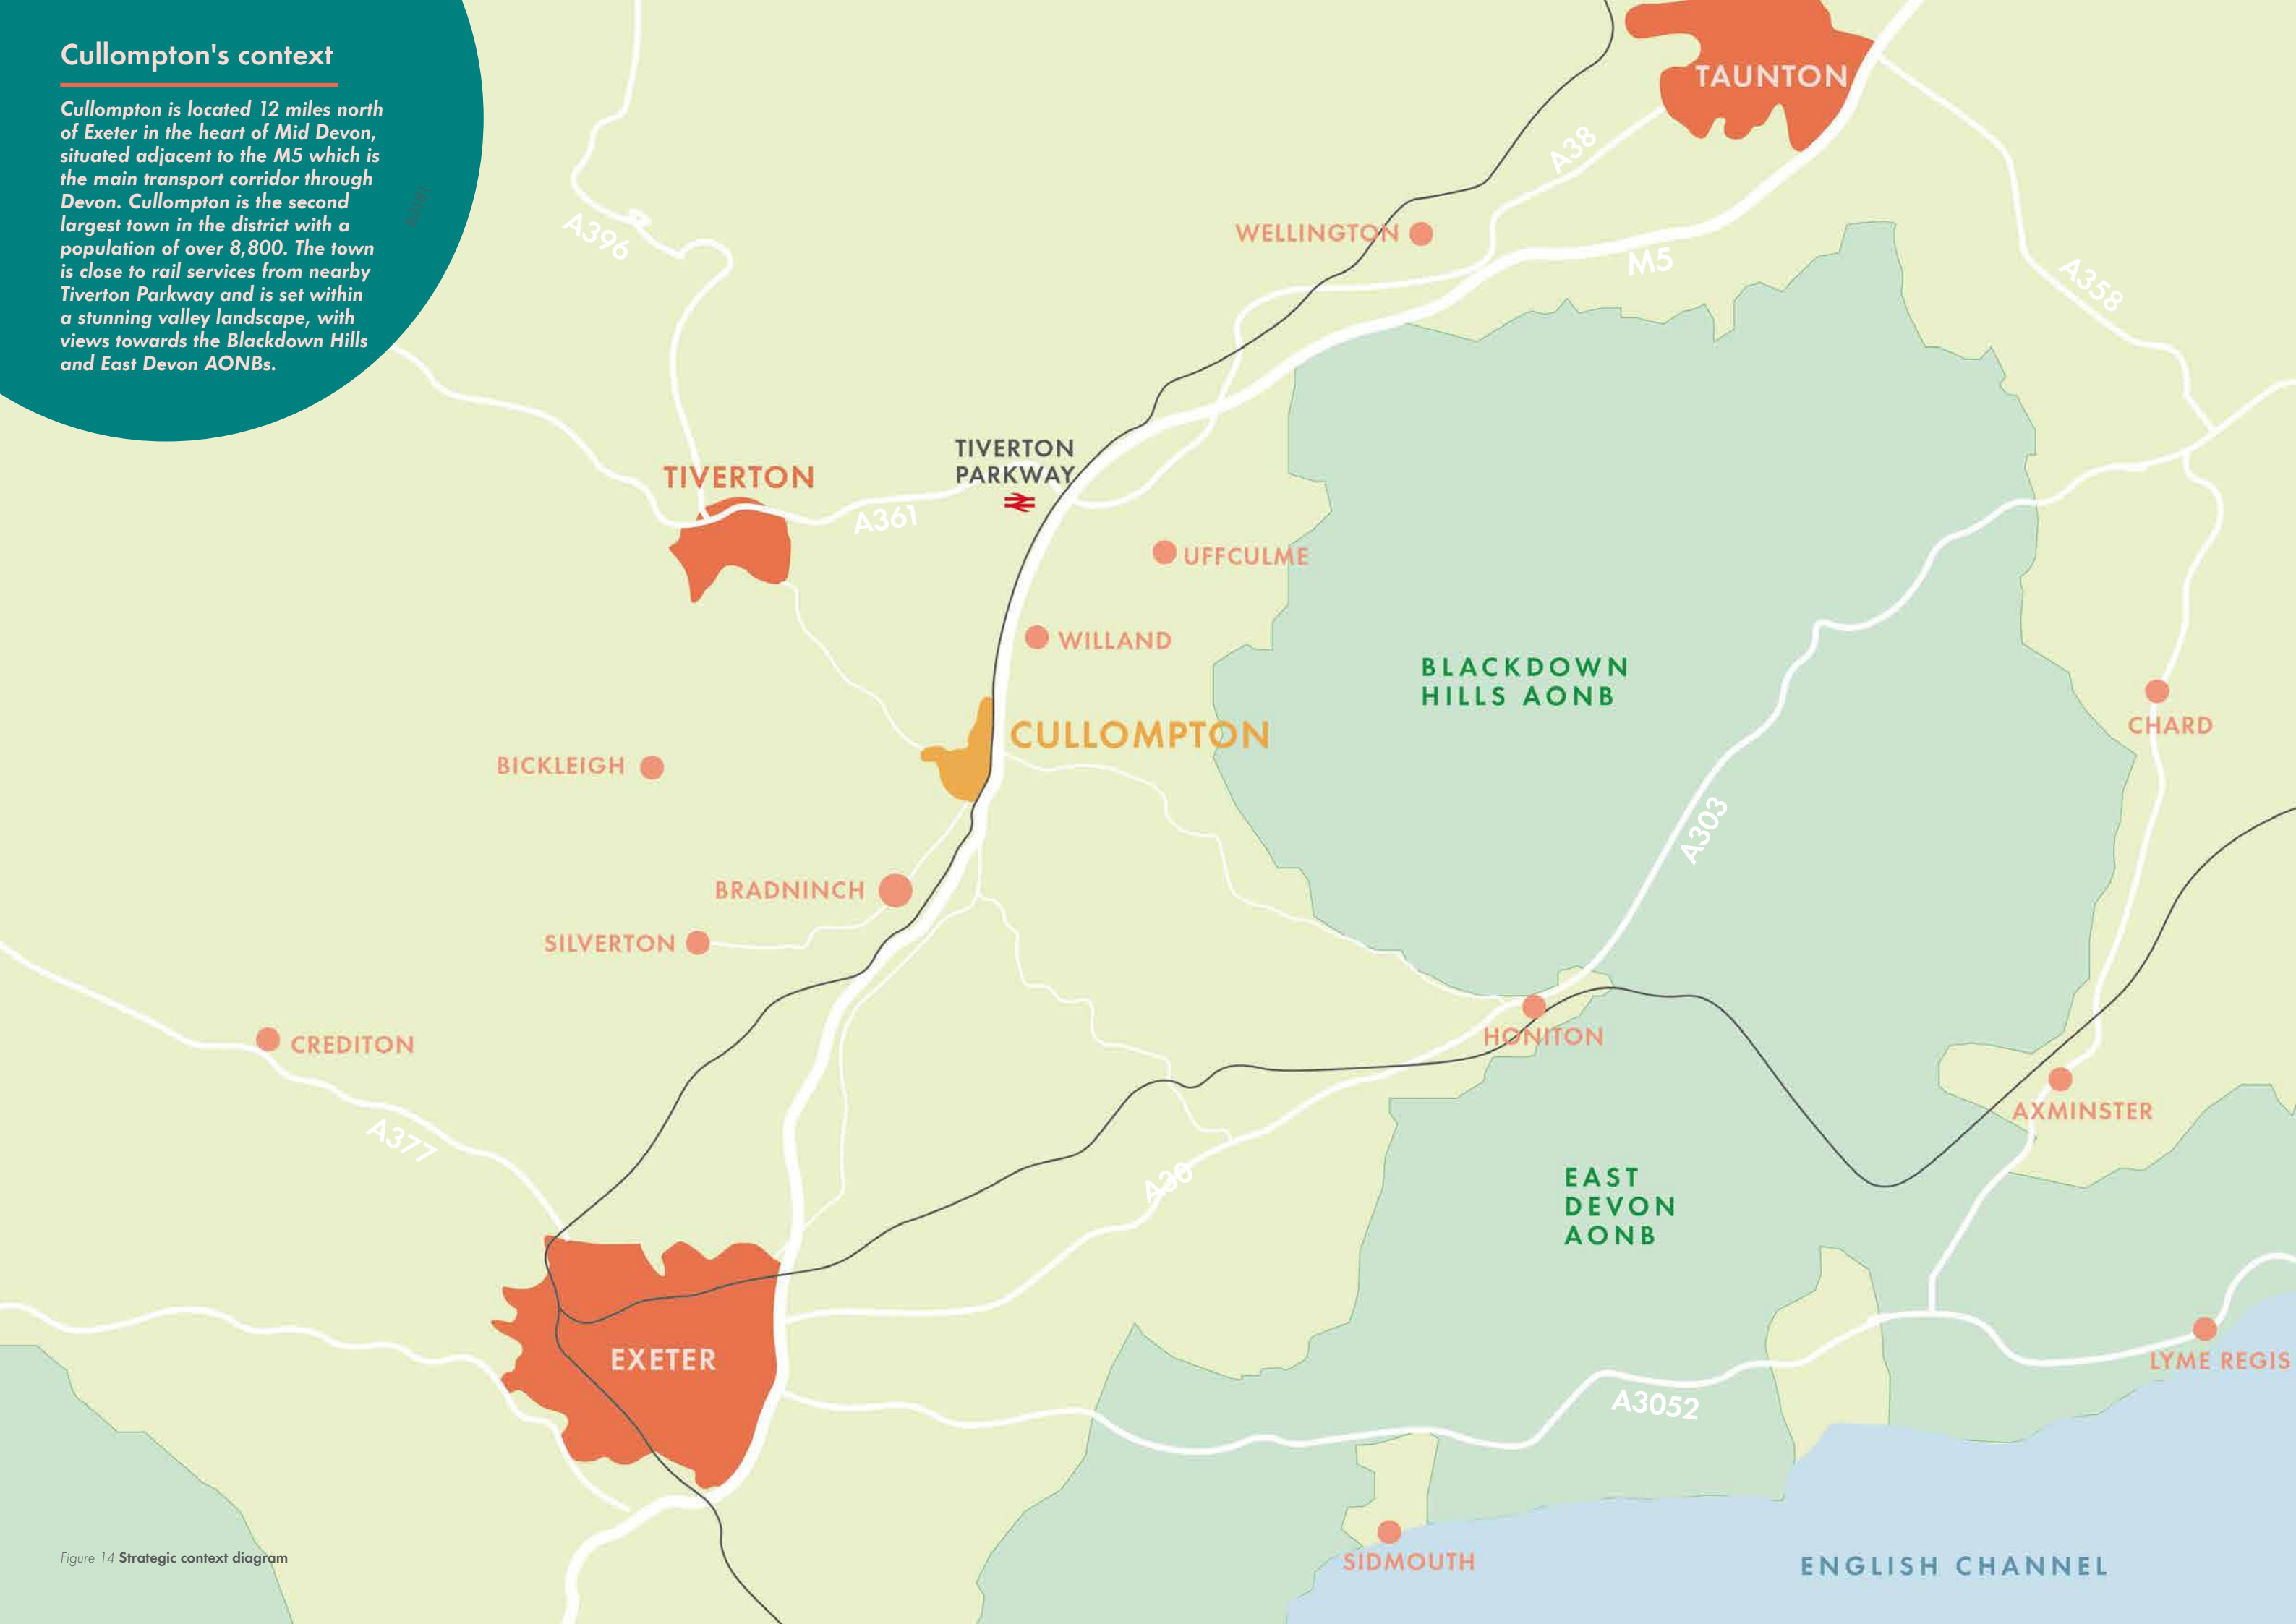 Cullompton's context
Cullompton is located 12 miles north
of Exeter in the heart of Mid Devon,
situated adjacent to the M5 which is
the main transport corridor through
Devon. Cullompton is the second
largest town in the district with a
population of over 8,800. The town
is close to rail services from nearby
Tiverton Parkway and is set within
a stunning valley landscape, with
views towards the Blackdown Hills
and East Devon AONBs.
TAUNTON
A38
WELLINGTON
M5
A396
A358
TIVERTON
PARKWAY
TIVERTON
A361
UFFCULME
WILLAND
BLACKDOWN
HILLS AONB
CHARD
CULLOMPTON
BICKLEIGH
A303
BRADNINCH
SILVERTON
HONITON
CREDITON
AXMINSTER
A377
A30
EAST
DEVON
AONB
EXETER
LYME REGIS
A3052
SIDMOUTH
ENGLISH CHANNEL
Figure 14 Strategic context diagram